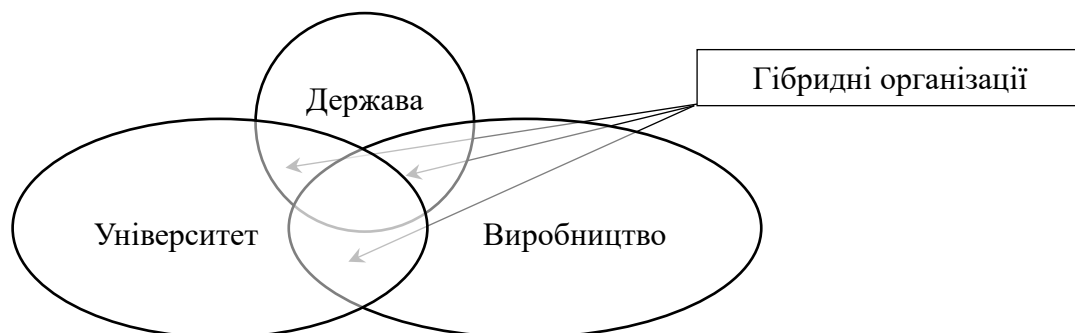 Гібридні організації
Держава
Університет
Виробництво